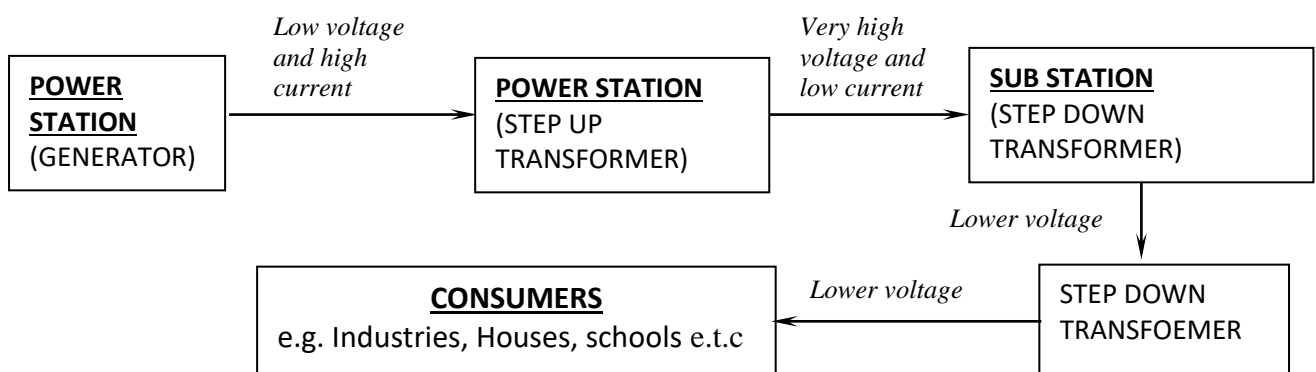 POWER
STATION
(GENERATOR)
Low voltage
and high
current
POWER STATION
(STEP UP
TRANSFORMER)
Very high
voltage and
low current
SUB STATION
(STEP DOWN
TRANSFORMER)
Lower voltage
STEP DOWN
TRANSFOEMER
Lower voltage
CONSUMERS
e.g. Industries, Houses, schools e.t.c